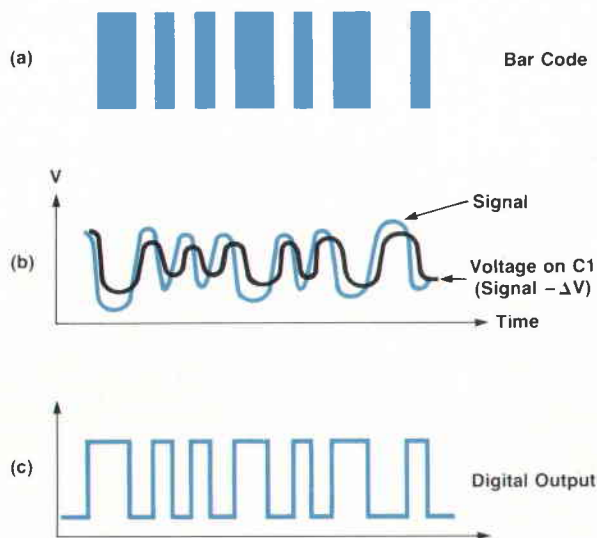 (a)
Bar Code
V
Signal
(b)
Voltage on C1
(Signal – ΔV)
Time
(c)
Digital Output